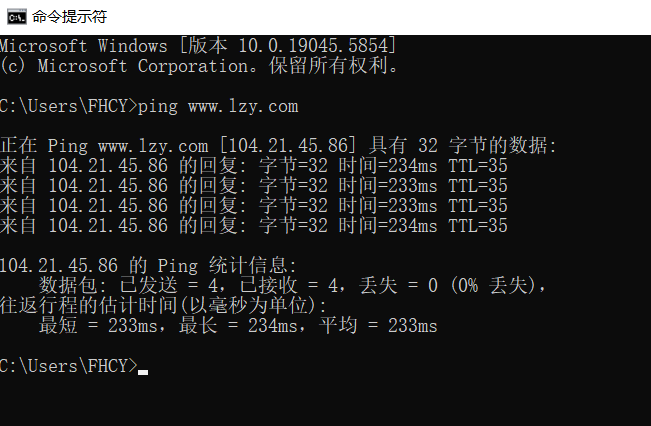 命令提示符
Microsoft Windows [版本 10.0.19045.5854]
(c) Microsoft Corporation。保留所有权利。
C:\Users\FHCY>ping www.lzy.com
正在 Ping www.lzy.com [104.21.45.86] 具有 32 字节的数据:
来自 104.21.45.86 的回复: 字节=32 时间=234ms TTL=35
来自 104.21.45.86 的回复: 字节=32 时间=233ms TTL=35
来自 104.21.45.86 的回复: 字节=32 时间=233ms TTL=35
来自 104.21.45.86 的回复: 字节=32 时间=234ms TTL=35
104.21.45.86 的 Ping 统计信息:
数据包: 已发送 = 4，已接收 = 4，丢失 = 0 (0% 丢失)，
往返行程的估计时间(以毫秒为单位):
最短 = 233ms，最长 = 234ms，平均 = 233ms
C:\Users\FHCY>